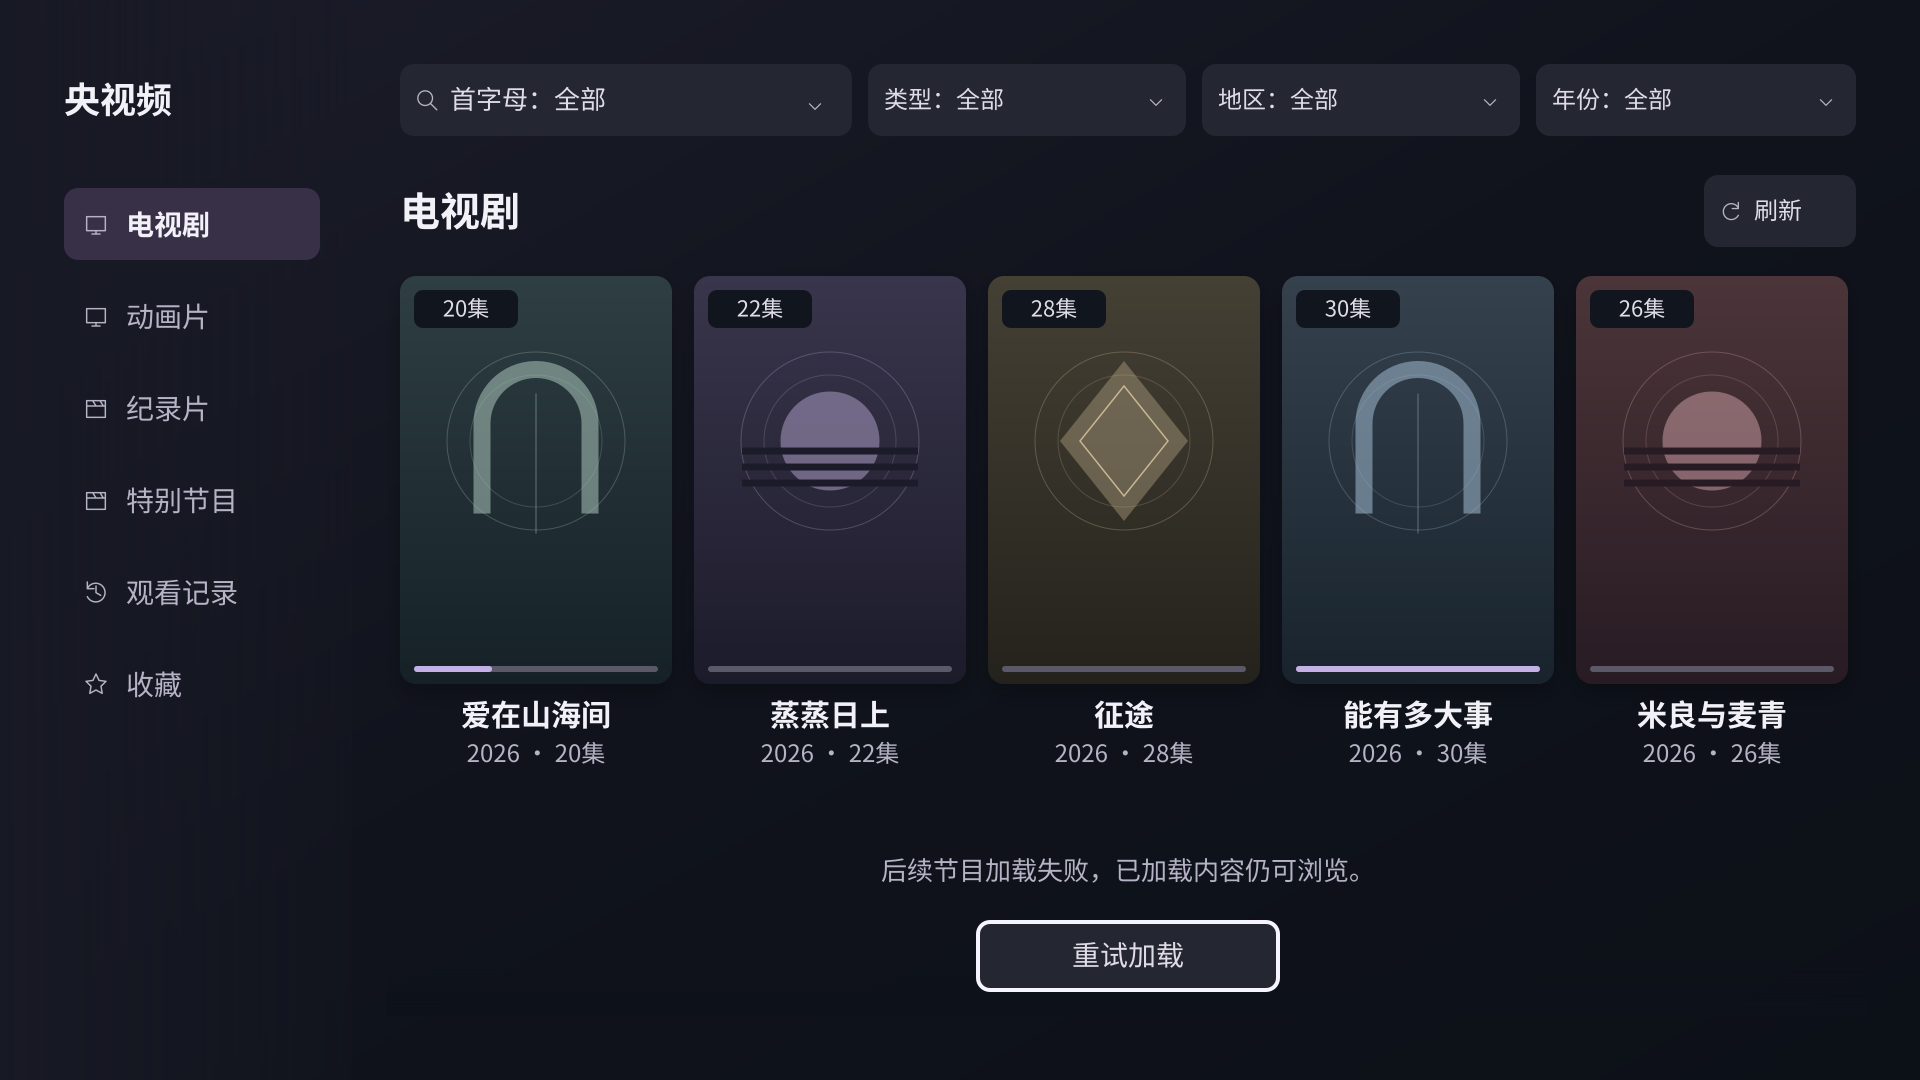 央视频
首字母：全部
类型：全部
地区：全部
年份：全部
电视剧
动画片
纪录片
特别节目
观看记录
收藏
电视剧
刷新
20集
22集
28集
30集
26集
爱在山海间
2026 • 20集
蒸蒸日上
2026 • 22集
征途
2026 • 28集
能有多大事
2026 • 30集
米良与麦青
2026 • 26集
后续节目加载失败，已加载内容仍可浏览。
重试加载